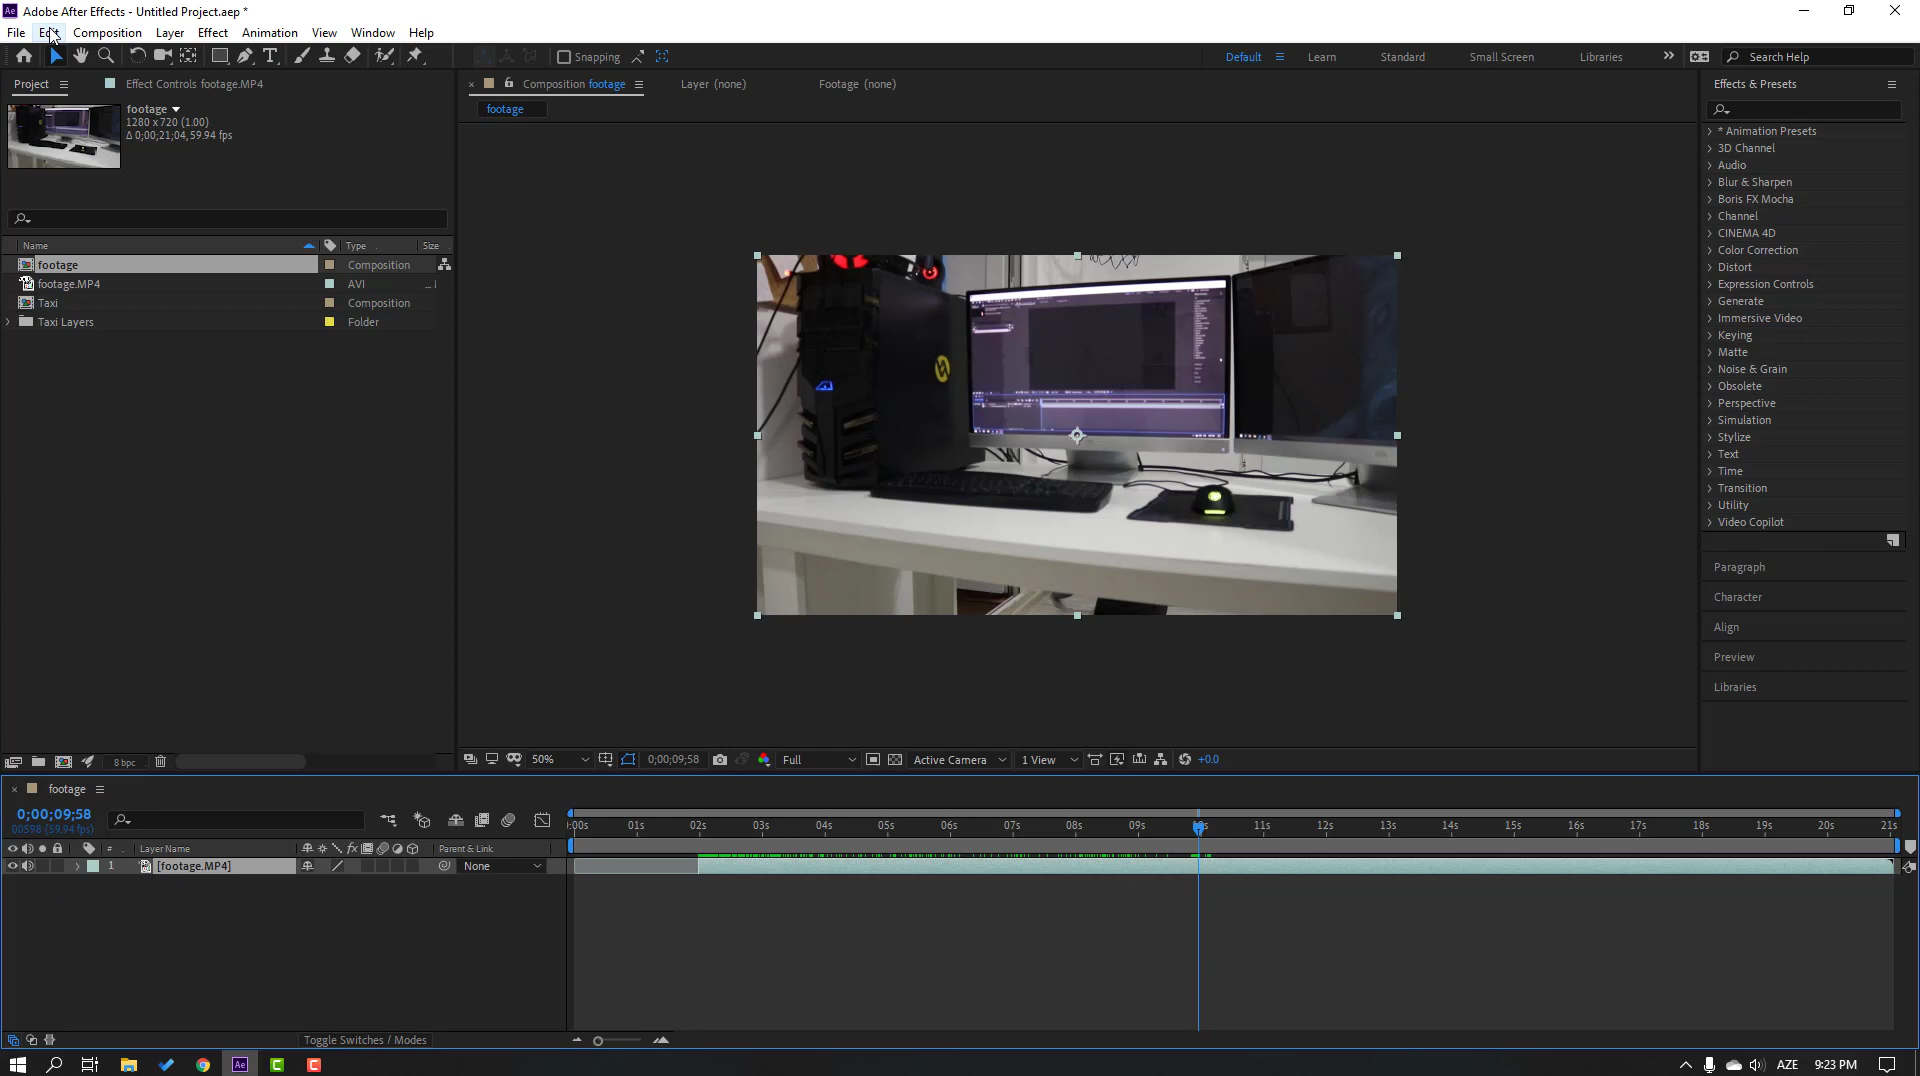 Adobe After Effects - Untitled Project.aep *
File Edit Composition Layer Effect Animation View Window Help
Snapping
Default Learn Standard Small Screen Libraries Search Help
Project Effect Controls footage.MP4
footage
1280 x 720 (1.00)
Δ 0;00;21;04, 59.94 fps
Name Type Size
footage Composition
footage.MP4 AVI ...
Taxi Composition
Taxi Layers Folder
8 bpc
Composition footage Layer (none) Footage (none)
footage
50% 0;00;09;58 Full Active Camera 1 View +0.0
Effects & Presets
* Animation Presets
3D Channel
Audio
Blur & Sharpen
Boris FX Mocha
Channel
CINEMA 4D
Color Correction
Distort
Expression Controls
Generate
Immersive Video
Keying
Matte
Noise & Grain
Obsolete
Perspective
Simulation
Stylize
Text
Time
Transition
Utility
Video Copilot
Paragraph
Character
Align
Preview
Libraries
footage
0;00;09;58
00598 (59.94 fps)
:00s 01s 02s 03s 04s 05s 06s 07s 08s 09s 11s 12s 13s 14s 15s 16s 17s 18s 19s 20s 21s
# Layer Name fx Parent & Link
1 [footage.MP4] None
Toggle Switches / Modes
Ae AZE 9:23 PM